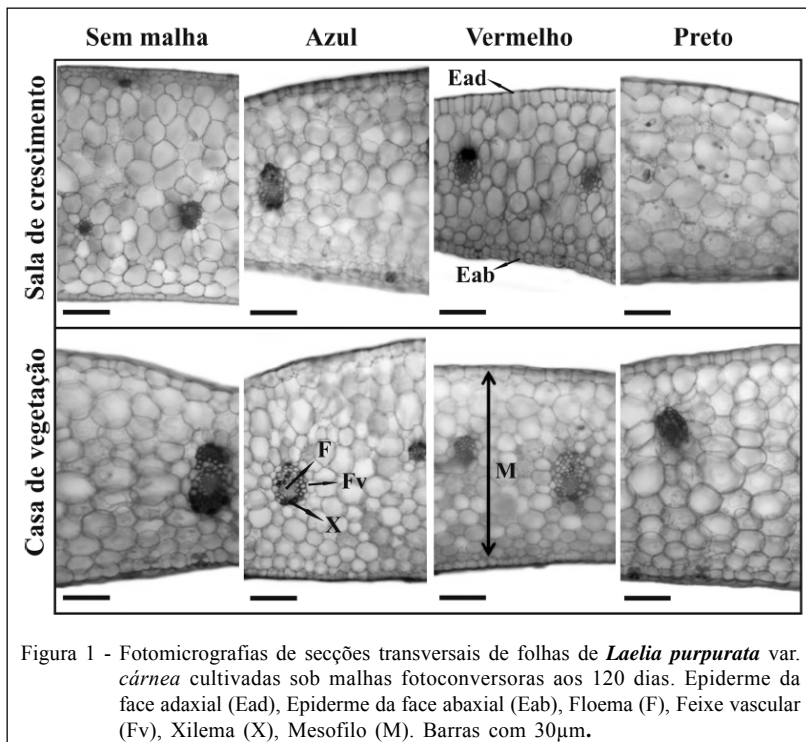 Sem malha
Azul
Vermelho
Preto
Sala de crescimento
Ead
Eab
Casa de vegetação
F
Fv
X
M
Figura 1 - Fotomicrografias de secções transversais de folhas de Laelia purpurata var.
cárnea cultivadas sob malhas fotoconversoras aos 120 dias. Epiderme da
face adaxial (Ead), Epiderme da face abaxial (Eab), Floema (F), Feixe vascular
(Fv), Xilema (X), Mesofilo (M). Barras com 30µm.